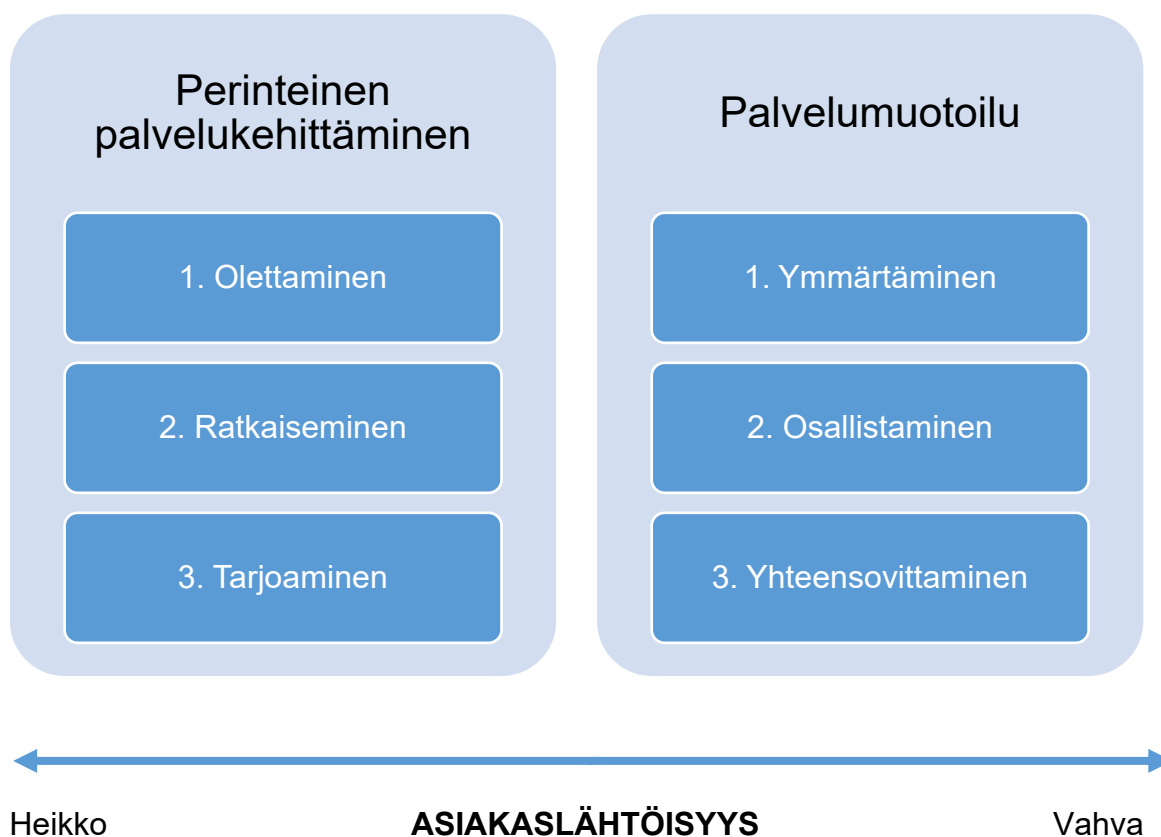 Perinteinen
palvelukehittäminen
1. Olettaminen
2. Ratkaiseminen
3. Tarjoaminen
Palvelumuotoilu
1. Ymmärtäminen
2. Osallistaminen
3. Yhteensovittaminen
Heikko
ASIAKASLÄHTÖISYYS
Vahva